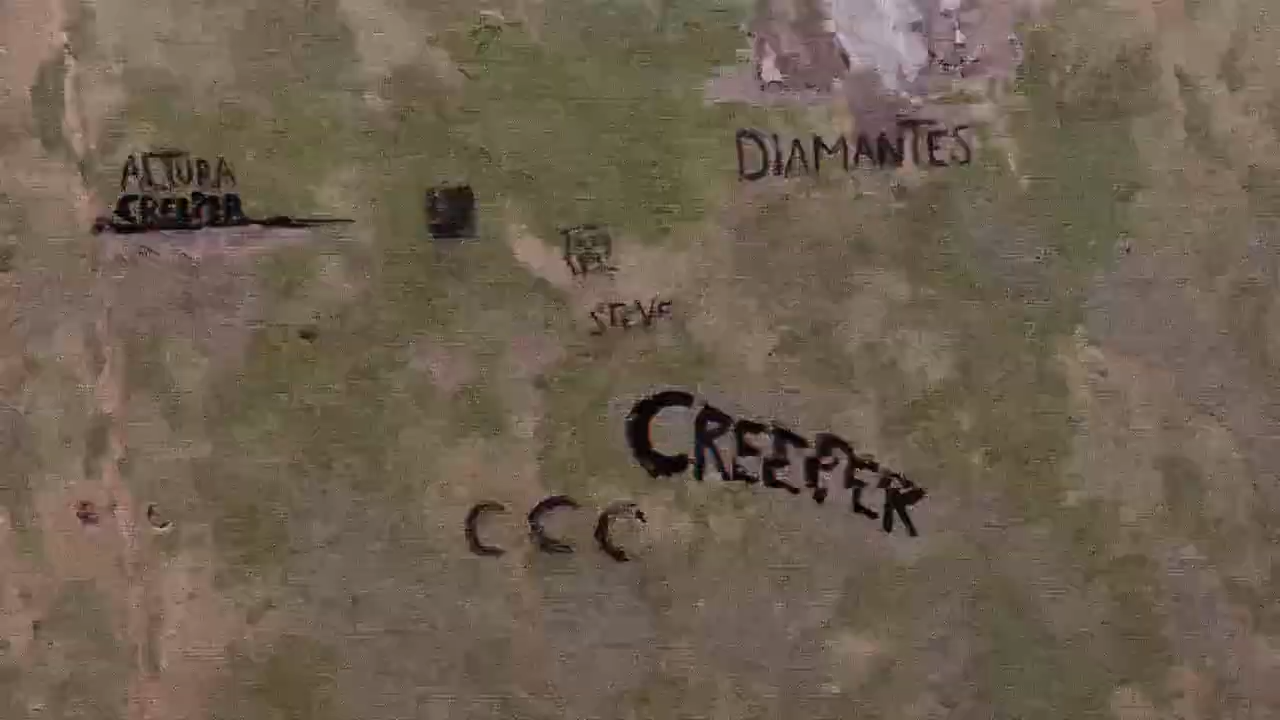 ALTURA
CREEPER
DIAMANTES
STEVE
CREEPER
C C C